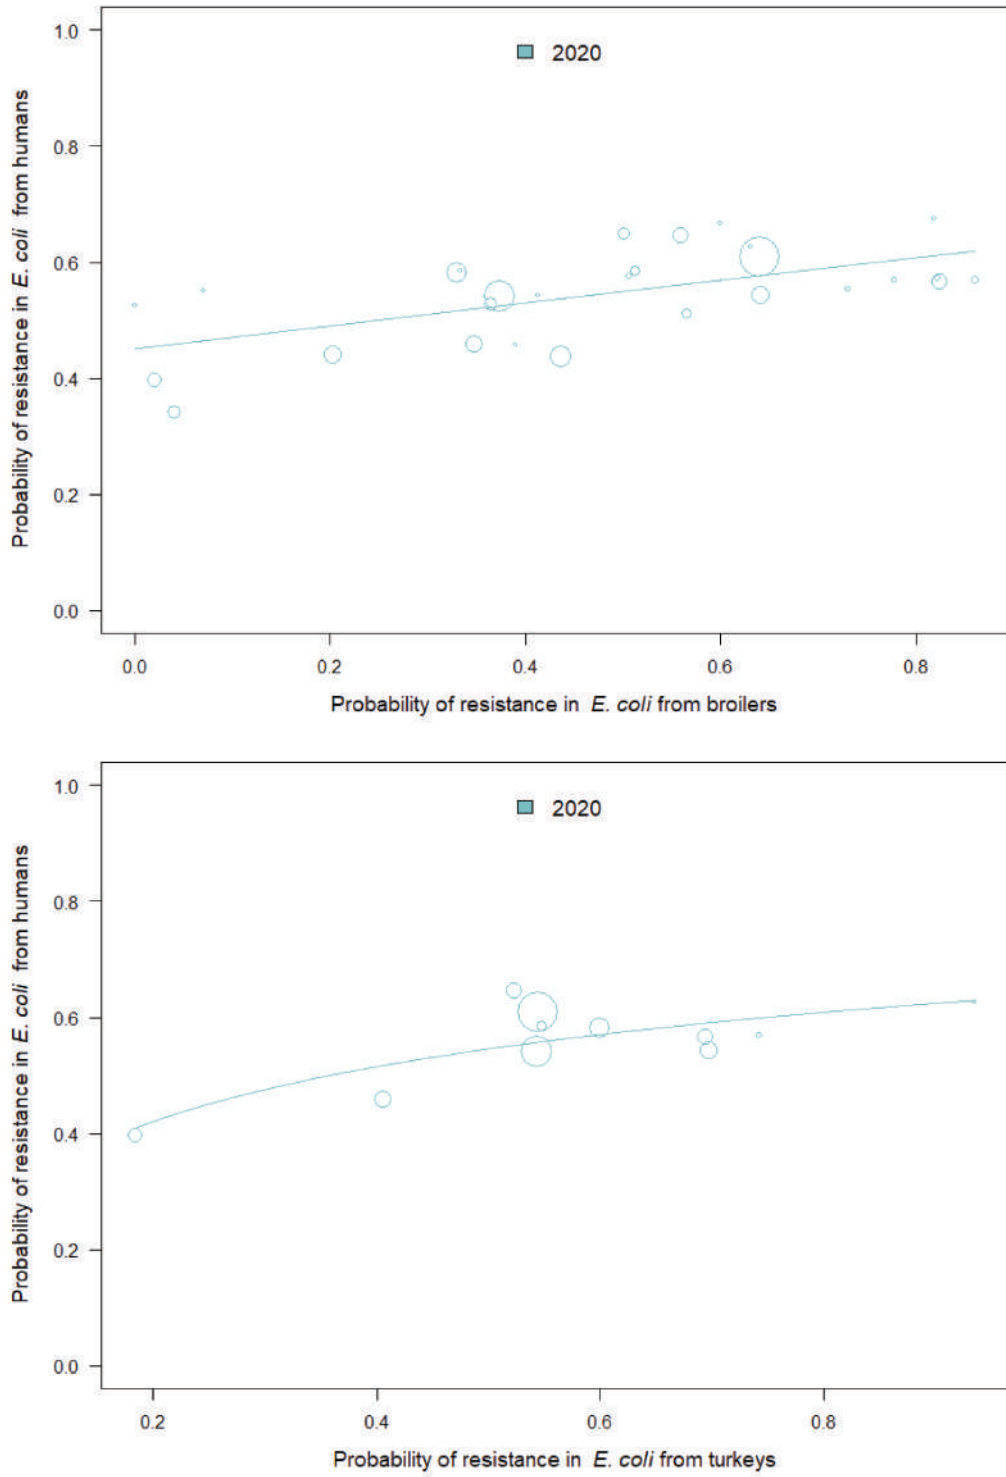 1.0
2020
0.8
0.6
0.4
0.2
0.0
Probability of resistance in E. coli from humans
0.0 0.2 0.4 0.6 0.8
Probability of resistance in E. coli from broilers
1.0
2020
0.8
0.6
0.4
0.2
0.0
Probability of resistance in E. coli from humans
0.2 0.4 0.6 0.8
Probability of resistance in E. coli from turkeys